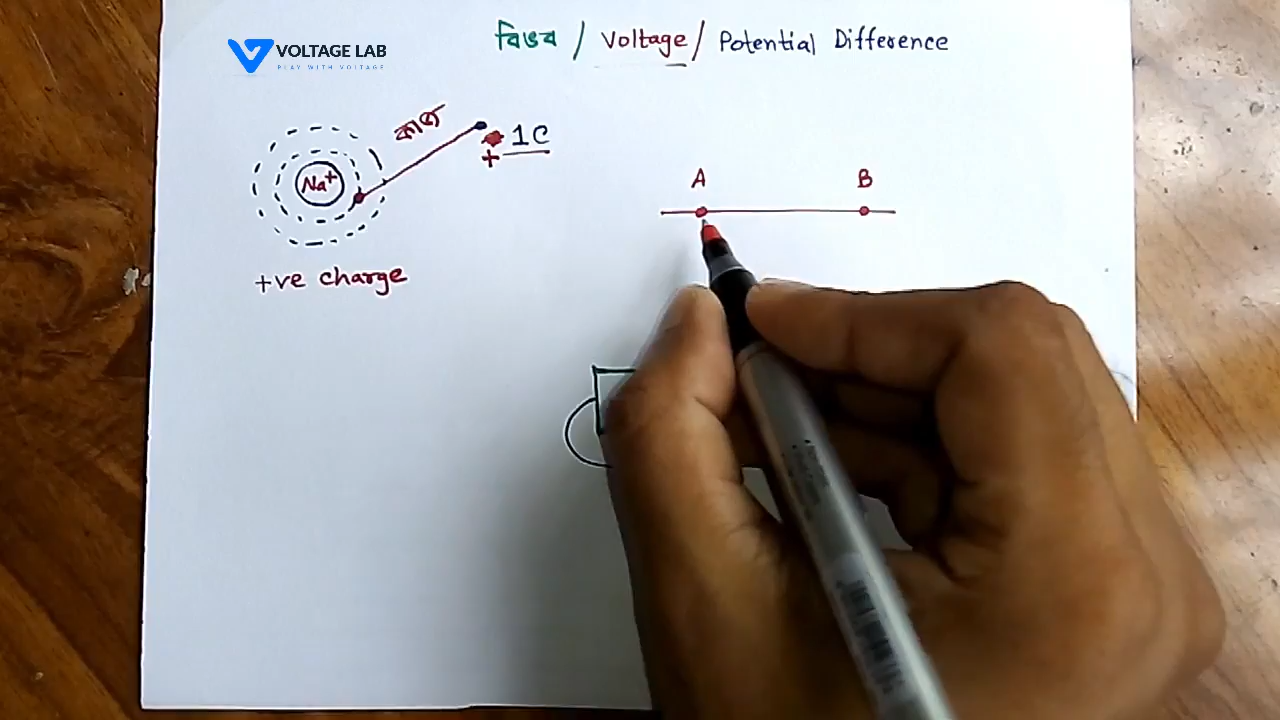 VOLTAGE LAB
PLAY WITH VOLTAGE
বিভব / Voltage / Potential Difference
কাজ
+ 1C
Na+
+ve charge
A B